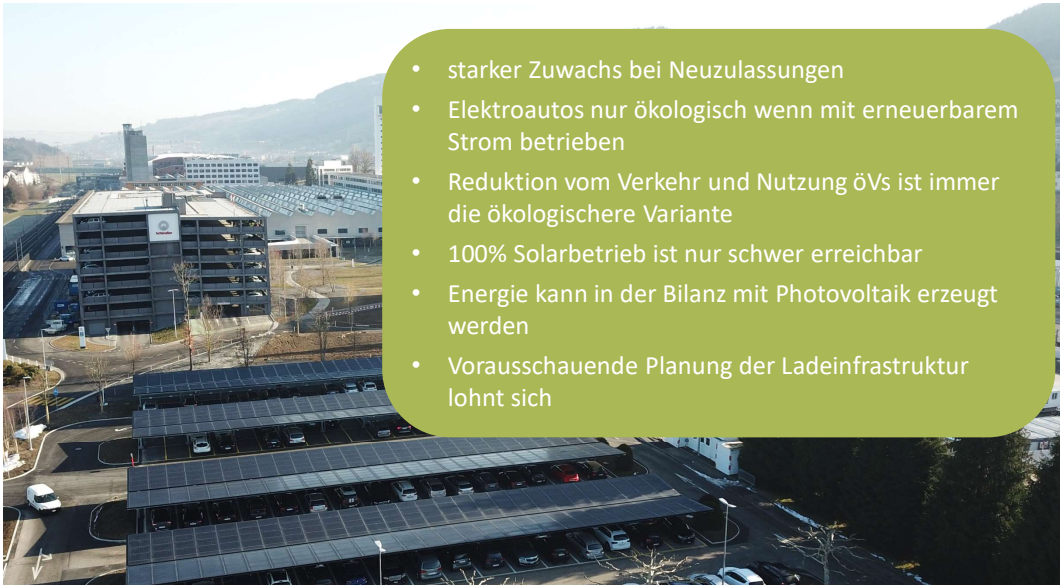 • starker Zuwachs bei Neuzulassungen
• Elektroautos nur ökologisch wenn mit erneuerbarem
Strom betrieben
• Reduktion vom Verkehr und Nutzung öVs ist immer
die ökologischere Variante
• 100% Solarbetrieb ist nur schwer erreichbar
• Energie kann in der Bilanz mit Photovoltaik erzeugt
werden
• Vorausschauende Planung der Ladeinfrastruktur
lohnt sich